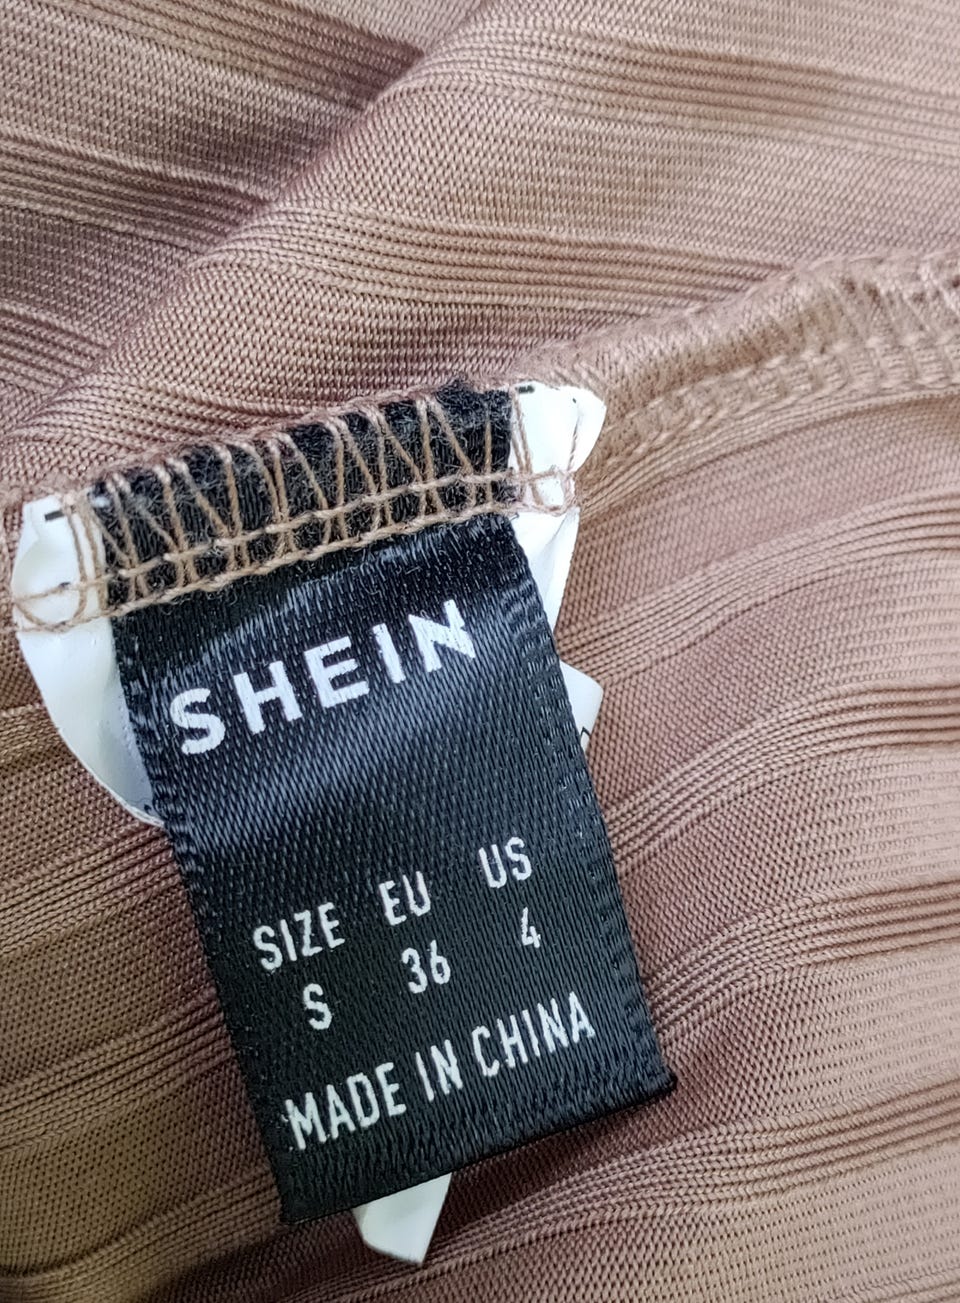 SHEIN
SIZE EU US
S 36 4
MADE IN CHINA